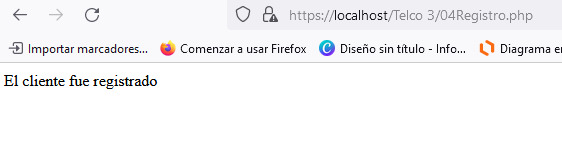 https://localhost/Telco 3/04Registro.php
Importar marcadores... Comenzar a usar Firefox Diseño sin título - Info... Diagrama en
El cliente fue registrado